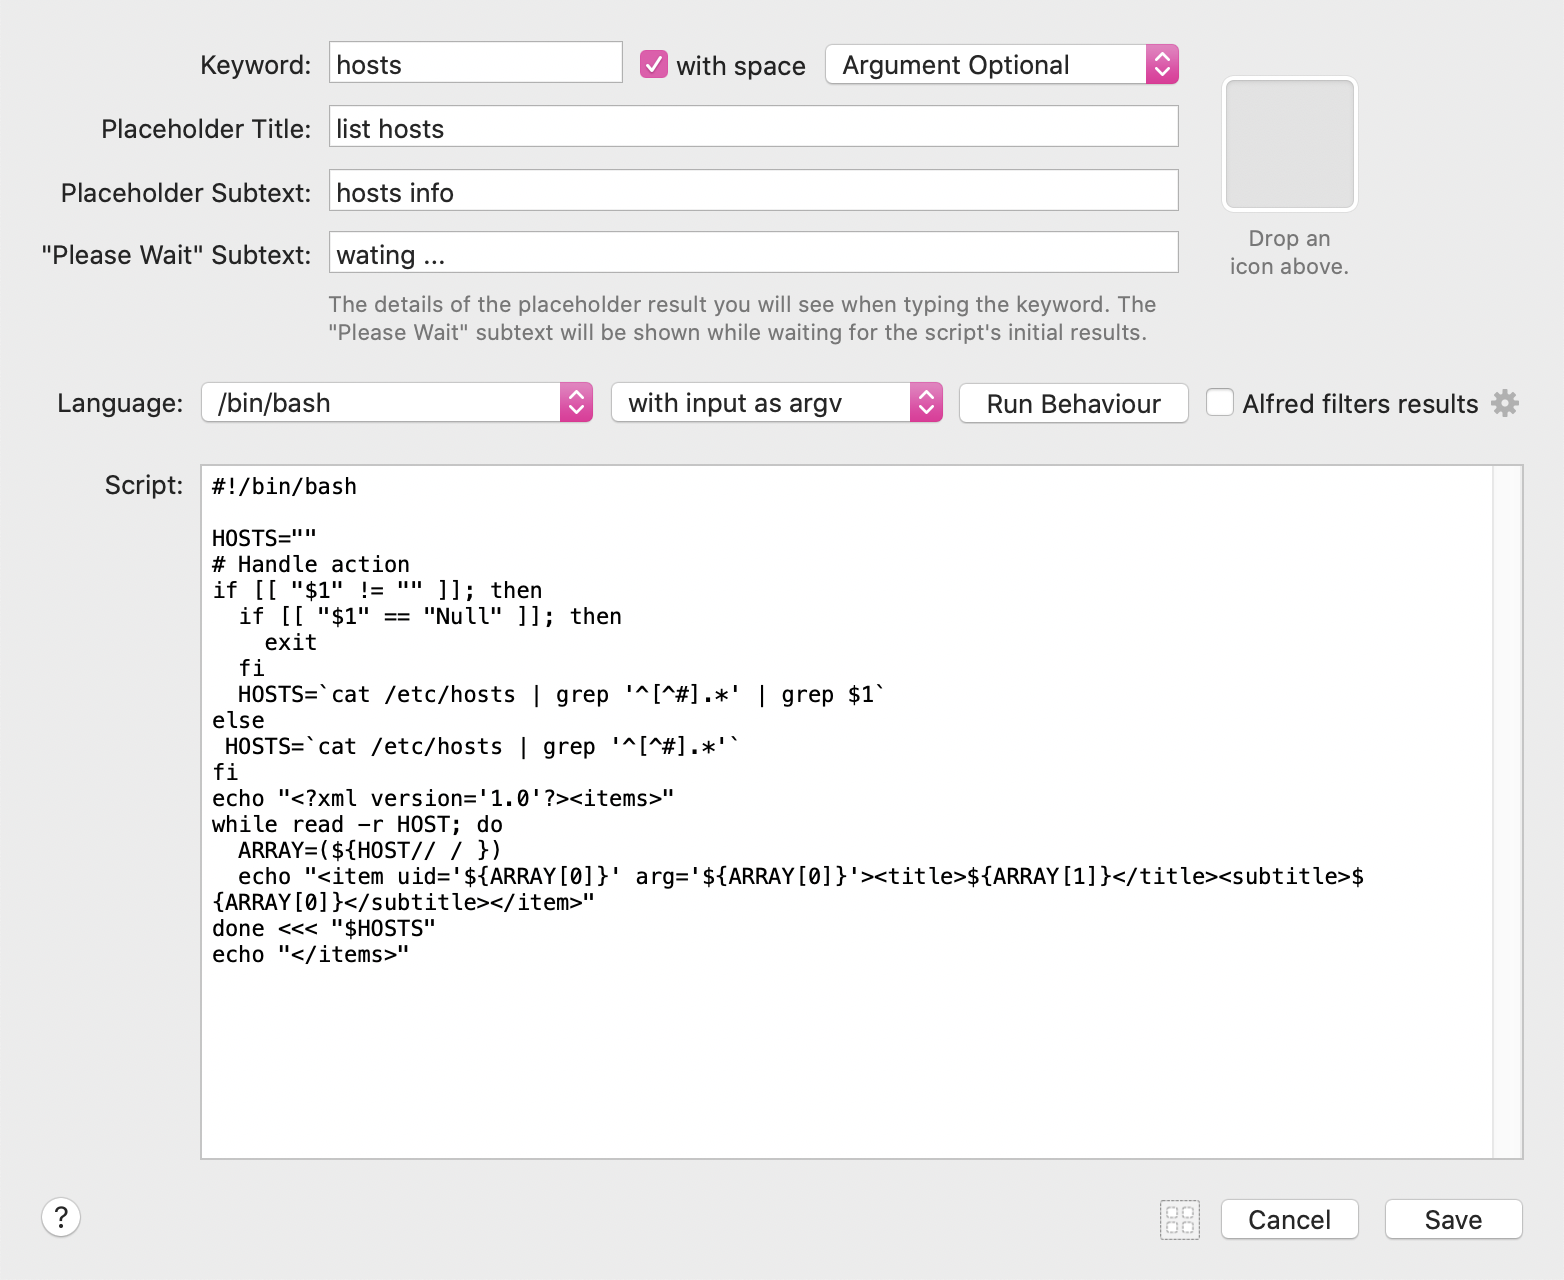 Keyword: hosts with space Argument Optional
Placeholder Title: list hosts
Placeholder Subtext: hosts info
"Please Wait" Subtext: wating ...
Drop an
icon above.
The details of the placeholder result you will see when typing the keyword. The
"Please Wait" subtext will be shown while waiting for the script's initial results.
Language: /bin/bash with input as argv Run Behaviour Alfred filters results
Script:
#!/bin/bash
HOSTS=""
# Handle action
if [[ "$1" != "" ]]; then
  if [[ "$1" == "Null" ]]; then
    exit
  fi
  HOSTS=`cat /etc/hosts | grep '^[^#].*' | grep $1`
else
 HOSTS=`cat /etc/hosts | grep '^[^#].*'`
fi
echo "<?xml version='1.0'?><items>"
while read -r HOST; do
  ARRAY=(${HOST// / })
  echo "<item uid='${ARRAY[0]}' arg='${ARRAY[0]}'><title>${ARRAY[1]}</title><subtitle>$
{ARRAY[0]}</subtitle></item>"
done <<< "$HOSTS"
echo "</items>"
? Cancel Save